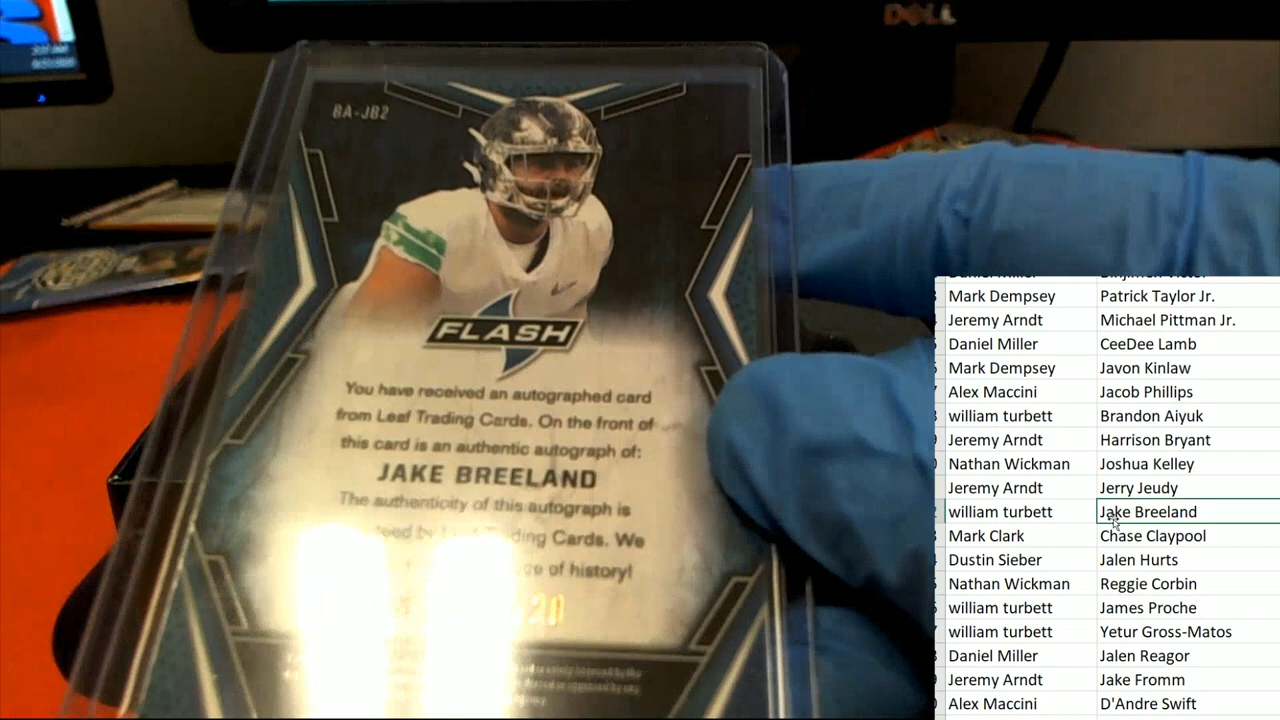 DELL
BA-JB2
FLASH
You have received an autographed card
from Leaf Trading Cards. On the front of
this card is an authentic autograph of:
JAKE BREELAND
The authenticity of this autograph is
by Trading Cards. We
of history!
Mark Dempsey Patrick Taylor Jr.
Jeremy Arndt Michael Pittman Jr.
Daniel Miller CeeDee Lamb
Mark Dempsey Javon Kinlaw
Alex Maccini Jacob Phillips
william turbett Brandon Aiyuk
Jeremy Arndt Harrison Bryant
Nathan Wickman Joshua Kelley
Jeremy Arndt Jerry Jeudy
william turbett Jake Breeland
Mark Clark Chase Claypool
Dustin Sieber Jalen Hurts
Nathan Wickman Reggie Corbin
william turbett James Proche
william turbett Yetur Gross-Matos
Daniel Miller Jalen Reagor
Jeremy Arndt Jake Fromm
Alex Maccini D'Andre Swift